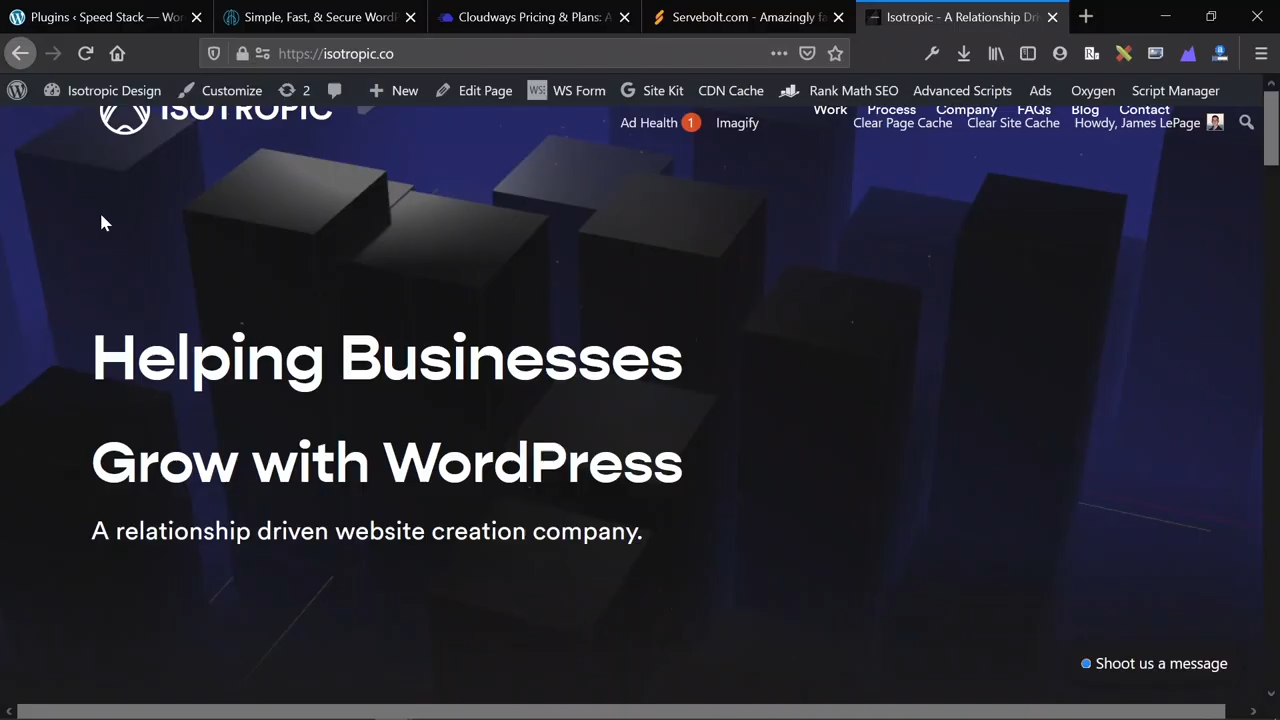 Plugins ‹ Speed Stack — Wor
Simple, Fast, & Secure WordP
Cloudways Pricing & Plans: A
Servebolt.com - Amazingly fa
Isotropic - A Relationship Dri
https://isotropic.co
Isotropic Design
Customize
2
New
Edit Page
WS Form
Site Kit
CDN Cache
Rank Math SEO
Advanced Scripts
Ads
Oxygen
Script Manager
ISOTROPIC
Work
Process
Company
FAQs
Blog
Contact
Ad Health 1
Imagify
Clear Page Cache
Clear Site Cache
Howdy, James LePage
Helping Businesses
Grow with WordPress
A relationship driven website creation company.
Shoot us a message